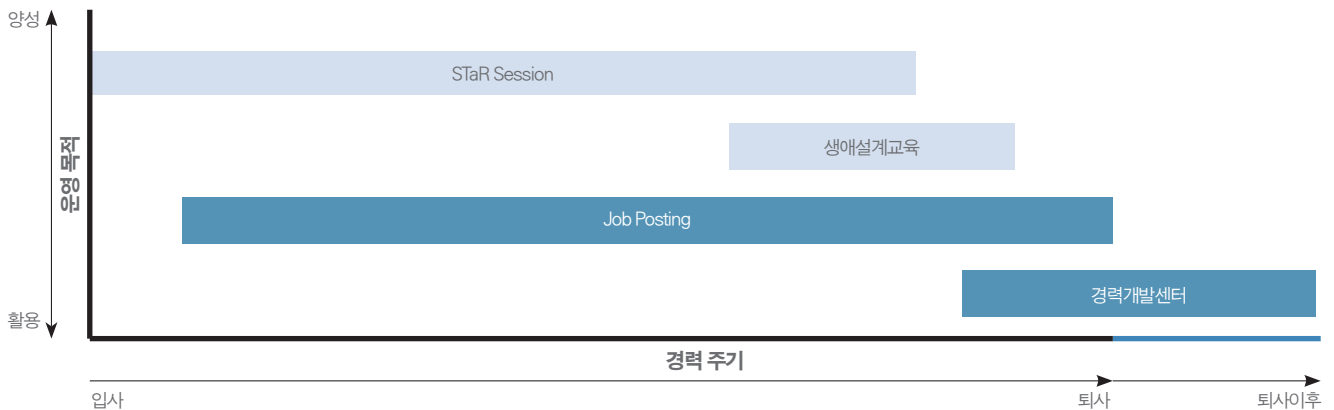 양성
STaR Session
생애설계교육
운영 목적
Job Posting
경력개발센터
활용
경력 주기
입사
퇴사
퇴사이후